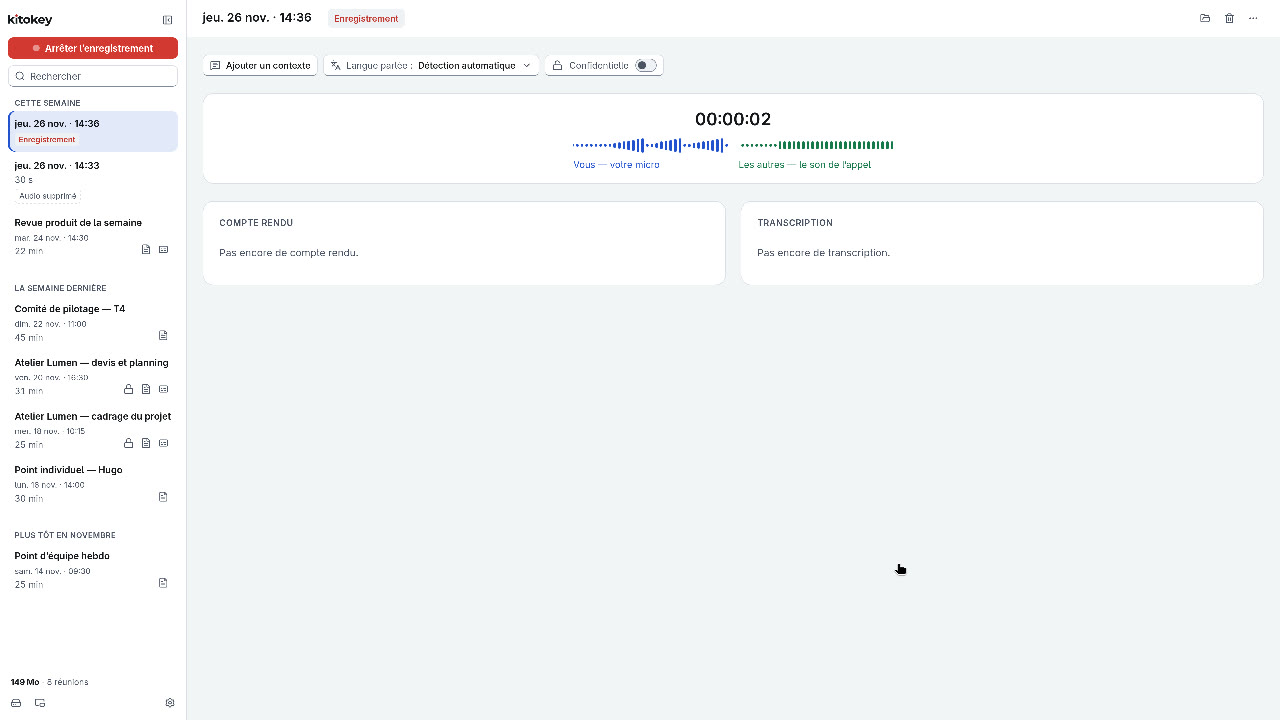 kitokey
Arrêter l'enregistrement
Rechercher
CETTE SEMAINE
jeu. 26 nov. · 14:36
Enregistrement
jeu. 26 nov. · 14:33
30 s
Audio supprimé
Revue produit de la semaine
mar. 24 nov. · 14:30
22 min
LA SEMAINE DERNIÈRE
Comité de pilotage — T4
dim. 22 nov. · 11:00
45 min
Atelier Lumen — devis et planning
ven. 20 nov. · 16:30
31 min
Atelier Lumen — cadrage du projet
mer. 18 nov. · 10:15
25 min
Point individuel — Hugo
lun. 16 nov. · 14:00
30 min
PLUS TÔT EN NOVEMBRE
Point d'équipe hebdo
sam. 14 nov. · 09:30
25 min
149 Mo · 8 réunions
jeu. 26 nov. · 14:36
Enregistrement
Ajouter un contexte
Langue parlée : Détection automatique
Confidentielle
00:00:02
Vous — votre micro
Les autres — le son de l'appel
COMPTE RENDU
Pas encore de compte rendu.
TRANSCRIPTION
Pas encore de transcription.